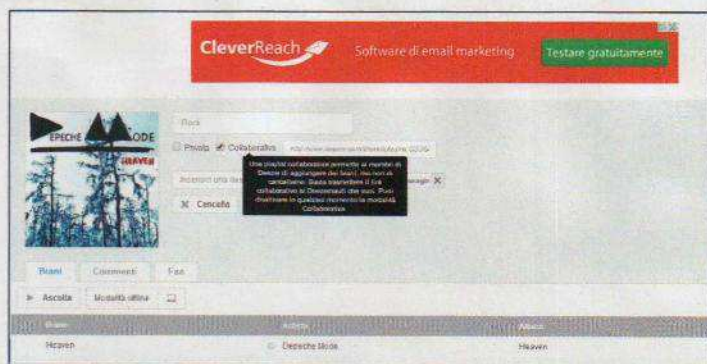 CleverReach Software di email marketing Testare gratuitamente
DEPECHE MODE
HEAVEN
Rock
Privata Collaborativa
Una playlist collaborativa permette ai membri di
Deezer di aggiungere dei brani, ma non di
cancellarne. Basta trasmettere il link
collaborativo ai Deezernauti che vuoi. Puoi
disattivare in qualsiasi momento la modalità
Collaborativa
Inserisci una
Cancella
Brani Commenti Fan
Ascolta Modalità offline
Brano Artista Album
Heaven Depeche Mode Heaven